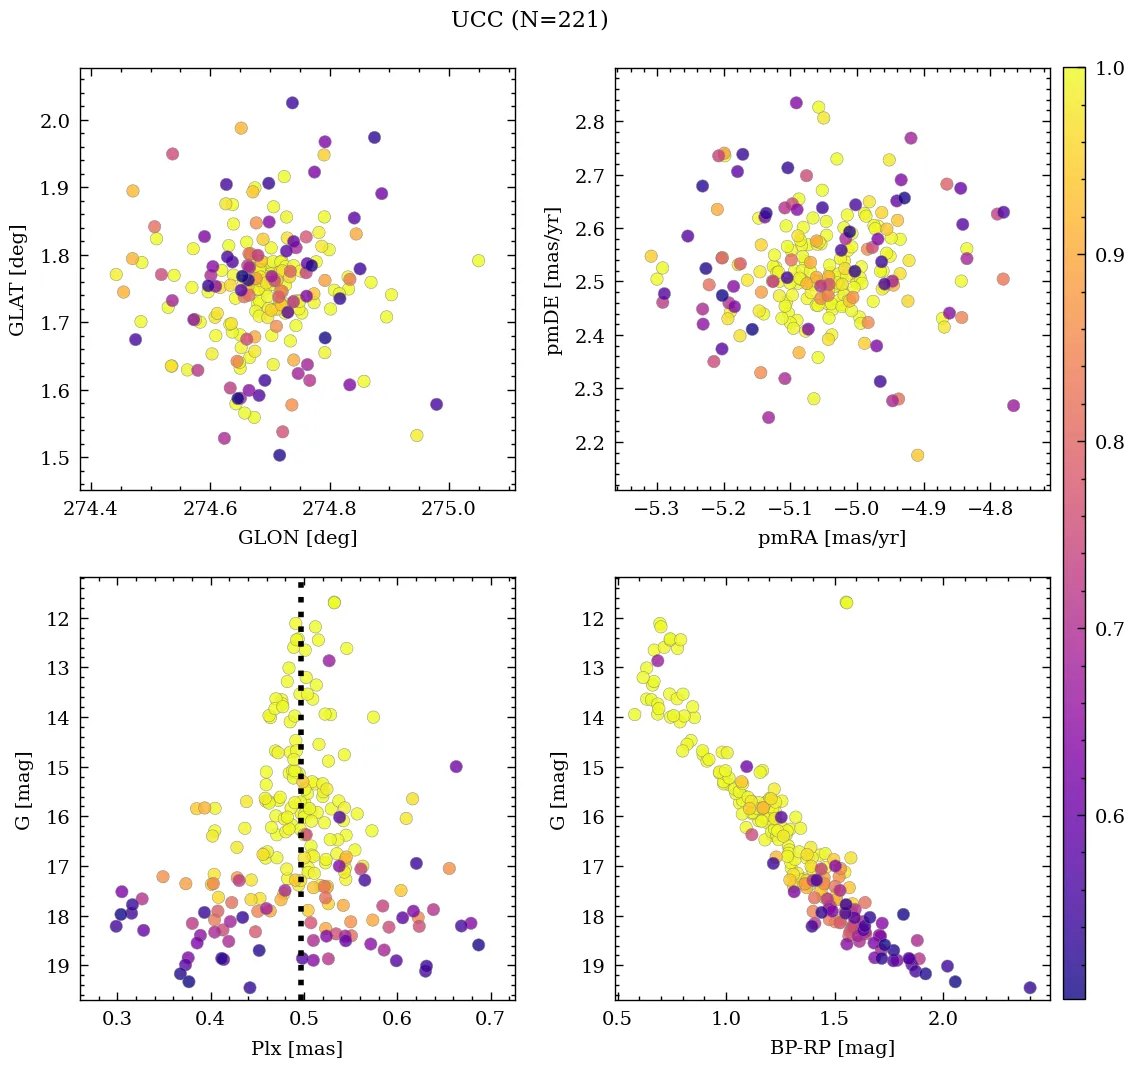 UCC (N=221)
2.0
1.9
1.8
1.7
1.6
1.5
GLAT [deg]
274.4 274.6 274.8 275.0
GLON [deg]
2.8
2.7
2.6
2.5
2.4
2.3
2.2
pmDE [mas/yr]
−5.3 −5.2 −5.1 −5.0 −4.9 −4.8
pmRA [mas/yr]
1.0
0.9
0.8
0.7
0.6
12
13
14
15
16
17
18
19
G [mag]
0.3 0.4 0.5 0.6 0.7
Plx [mas]
12
13
14
15
16
17
18
19
G [mag]
0.5 1.0 1.5 2.0
BP-RP [mag]